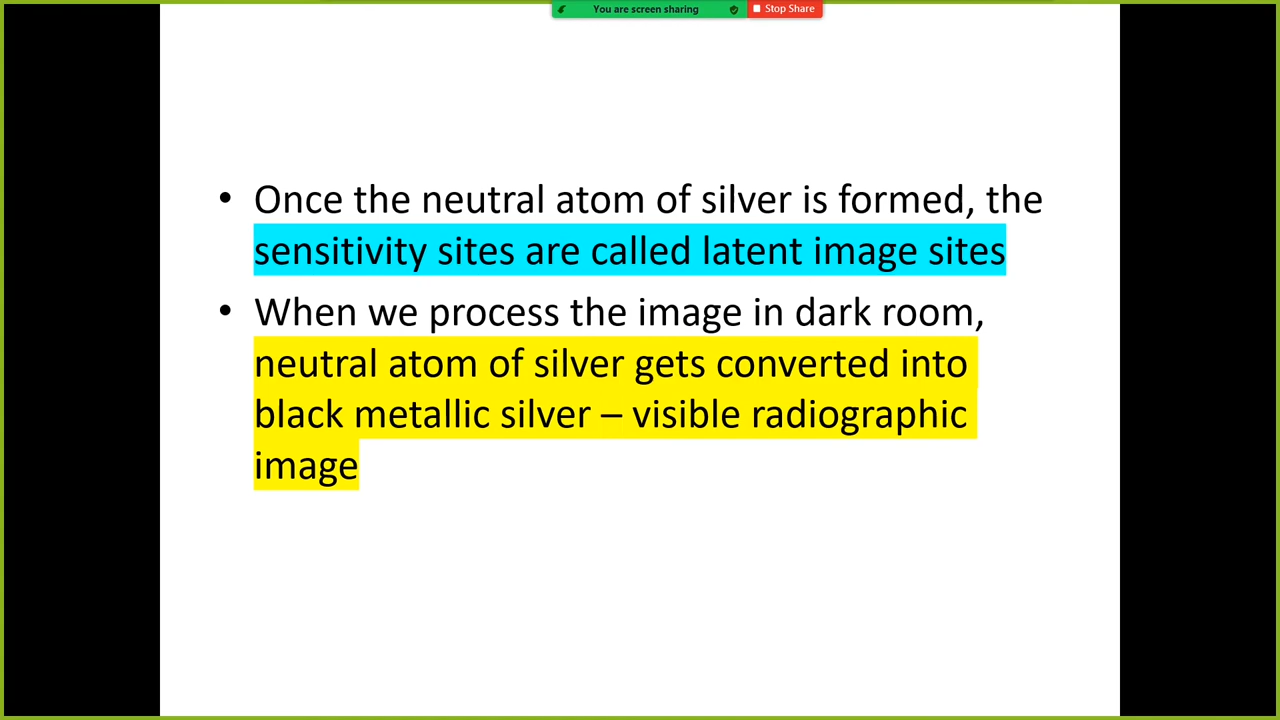 You are screen sharing Stop Share
• Once the neutral atom of silver is formed, the
sensitivity sites are called latent image sites
• When we process the image in dark room,
neutral atom of silver gets converted into
black metallic silver – visible radiographic
image